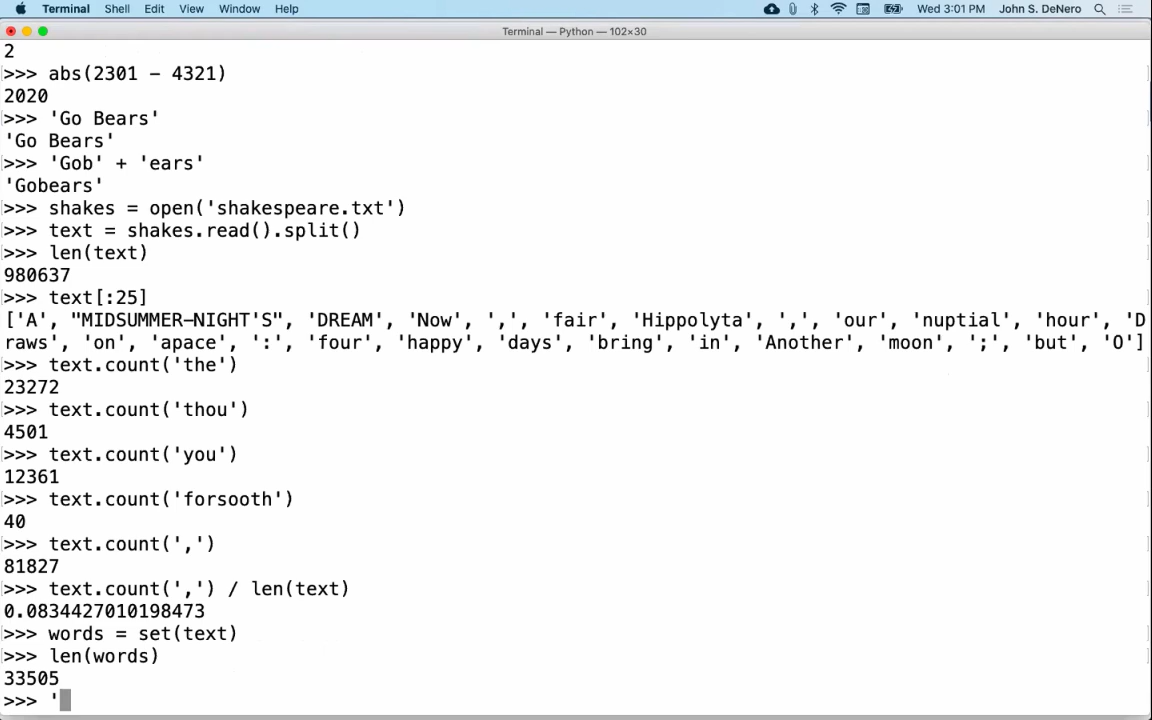 Terminal Shell Edit View Window Help Wed 3:01 PM John S. DeNero
Terminal — Python — 102×30
2
>>> abs(2301 - 4321)
2020
>>> 'Go Bears'
'Go Bears'
>>> 'Gob' + 'ears'
'Gobears'
>>> shakes = open('shakespeare.txt')
>>> text = shakes.read().split()
>>> len(text)
980637
>>> text[:25]
['A', "MIDSUMMER-NIGHT'S", 'DREAM', 'Now', ',', 'fair', 'Hippolyta', ',', 'our', 'nuptial', 'hour', 'D
raws', 'on', 'apace', ':', 'four', 'happy', 'days', 'bring', 'in', 'Another', 'moon', ';', 'but', 'O']
>>> text.count('the')
23272
>>> text.count('thou')
4501
>>> text.count('you')
12361
>>> text.count('forsooth')
40
>>> text.count(',')
81827
>>> text.count(',') / len(text)
0.0834427010198473
>>> words = set(text)
>>> len(words)
33505
>>> '